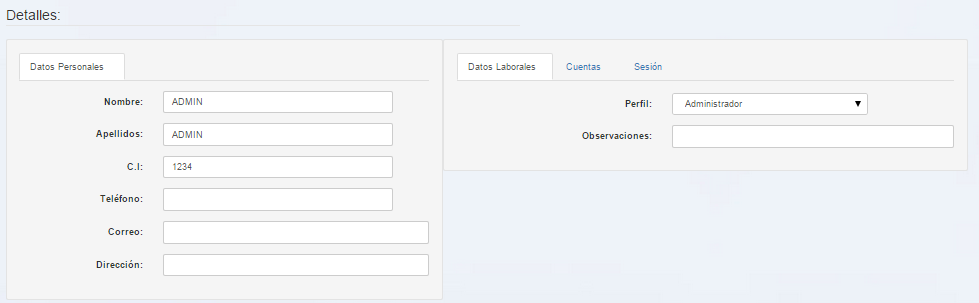 Detalles:
Datos Personales
Nombre: ADMIN
Apellidos: ADMIN
C.I: 1234
Teléfono:
Correo:
Dirección:
Datos Laborales Cuentas Sesión
Perfil: Administrador
Observaciones: